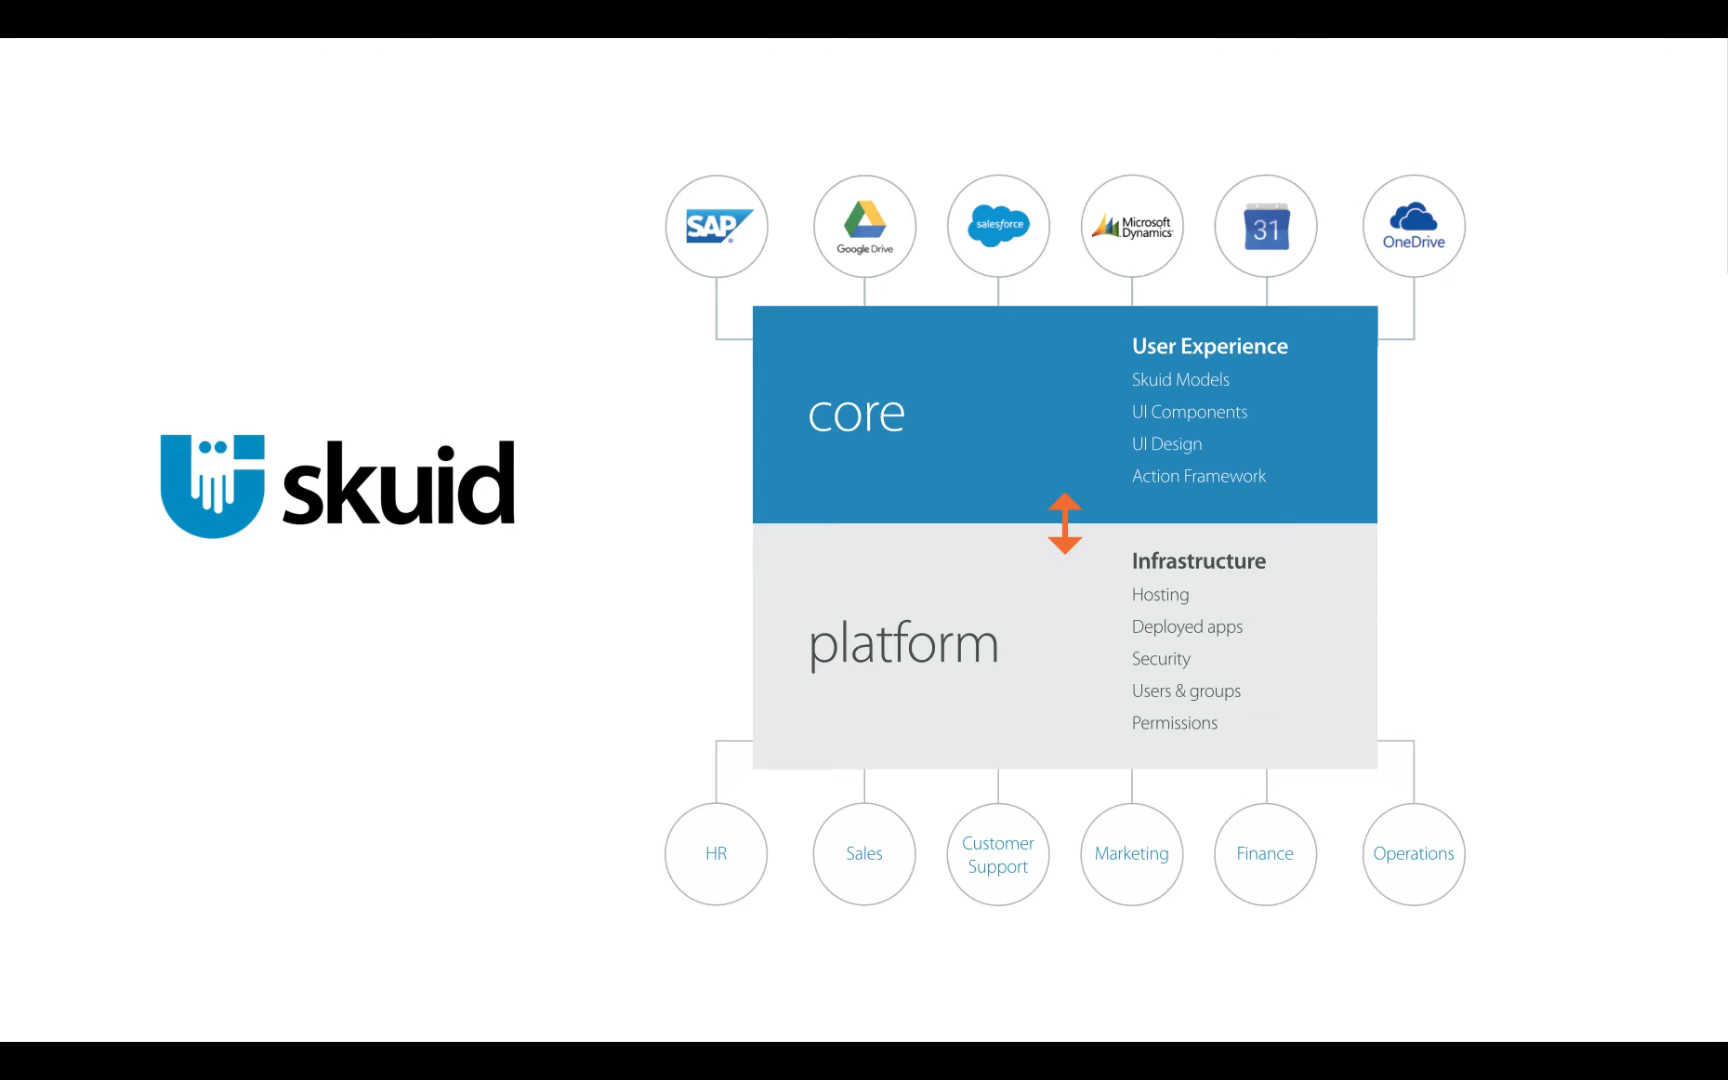 SAP
Google Drive
salesforce
Microsoft
Dynamics
31
OneDrive
User Experience
Skuid Models
core
UI Components
UI Design
Action Framework
skuid
Infrastructure
Hosting
Deployed apps
platform
Security
Users & groups
Permissions
HR
Sales
Customer
Support
Marketing
Finance
Operations